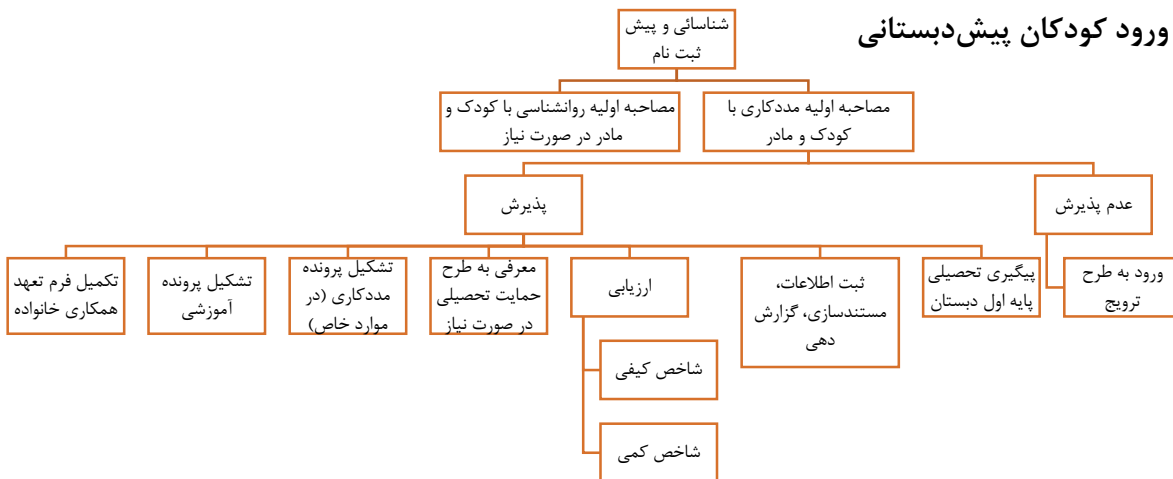 ورود کودکان پیش‌دبستانی
شناسائی و پیش
ثبت نام
مصاحبه اولیه مددکاری با
کودک و مادر
مصاحبه اولیه روانشناسی با کودک و
مادر در صورت نیاز
عدم پذیرش
پذیرش
ورود به طرح
ترویج
پیگیری تحصیلی
پایه اول دبستان
ثبت اطلاعات،
مستندسازی، گزارش
دهی
ارزیابی
معرفی به طرح
حمایت تحصیلی
در صورت نیاز
تشکیل پرونده
مددکاری (در
موارد خاص)
تشکیل پرونده
آموزشی
تکمیل فرم تعهد
همکاری خانواده
شاخص کیفی
شاخص کمی